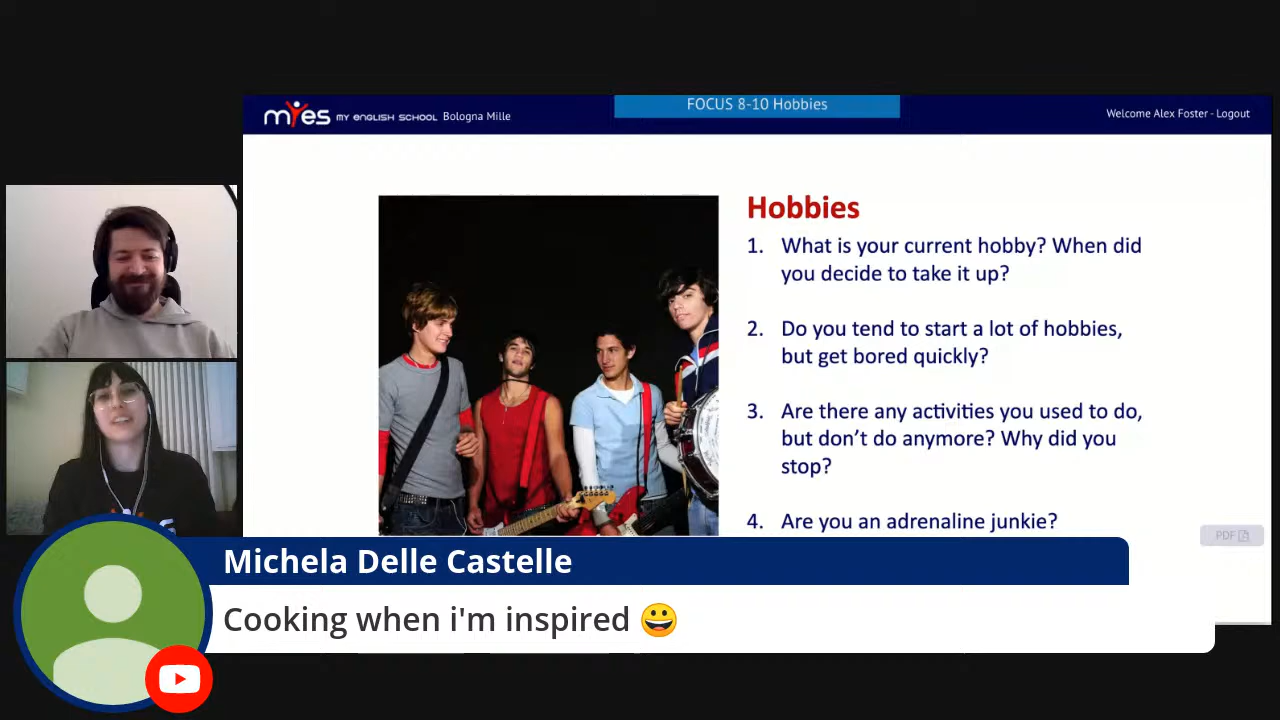 FOCUS 8-10 Hobbies
myes MY ENGLISH SCHOOL Bologna Mille
Welcome Alex Foster - Logout
Hobbies
1. What is your current hobby? When did
you decide to take it up?
2. Do you tend to start a lot of hobbies,
but get bored quickly?
3. Are there any activities you used to do,
but don't do anymore? Why did you
stop?
4. Are you an adrenaline junkie?
PDF
Michela Delle Castelle
Cooking when i'm inspired 😀